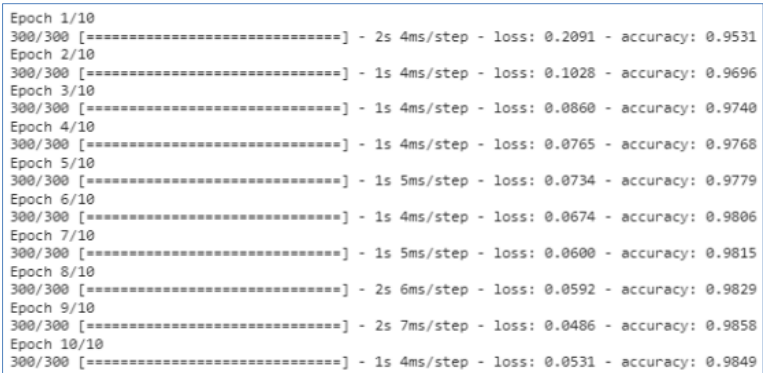 Epoch 1/10
300/300 [==============================] - 2s 4ms/step - loss: 0.2091 - accuracy: 0.9531
Epoch 2/10
300/300 [==============================] - 1s 4ms/step - loss: 0.1028 - accuracy: 0.9696
Epoch 3/10
300/300 [==============================] - 1s 4ms/step - loss: 0.0860 - accuracy: 0.9740
Epoch 4/10
300/300 [==============================] - 1s 4ms/step - loss: 0.0765 - accuracy: 0.9768
Epoch 5/10
300/300 [==============================] - 1s 5ms/step - loss: 0.0734 - accuracy: 0.9779
Epoch 6/10
300/300 [==============================] - 1s 4ms/step - loss: 0.0674 - accuracy: 0.9806
Epoch 7/10
300/300 [==============================] - 1s 5ms/step - loss: 0.0600 - accuracy: 0.9815
Epoch 8/10
300/300 [==============================] - 2s 6ms/step - loss: 0.0592 - accuracy: 0.9829
Epoch 9/10
300/300 [==============================] - 2s 7ms/step - loss: 0.0486 - accuracy: 0.9858
Epoch 10/10
300/300 [==============================] - 1s 4ms/step - loss: 0.0531 - accuracy: 0.9849